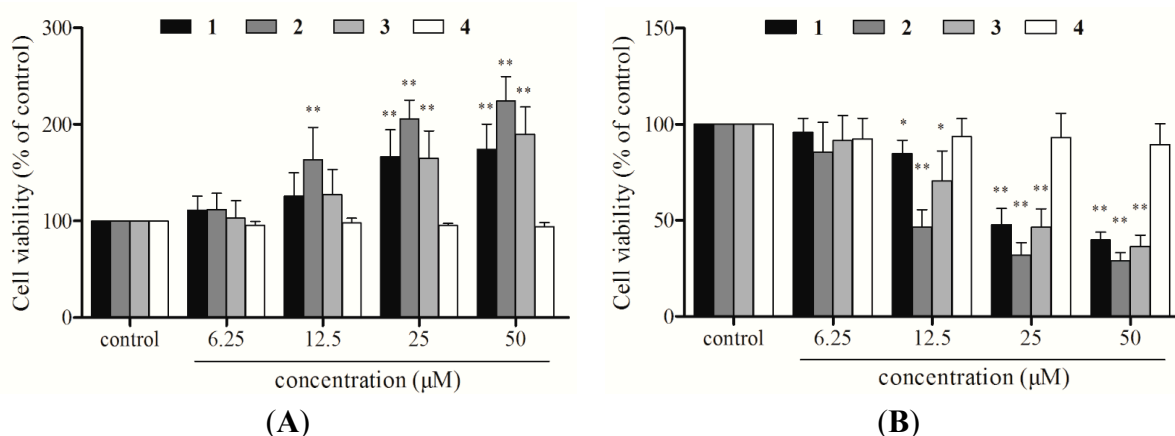 1 2 3 4
Cell viability (% of control)
300
200
100
0
** ** ** ** ** ** **
control 6.25 12.5 25 50
concentration (μM)
(A)
1 2 3 4
Cell viability (% of control)
150
100
50
0
* ** * ** ** ** ** ** **
control 6.25 12.5 25 50
concentration (μM)
(B)